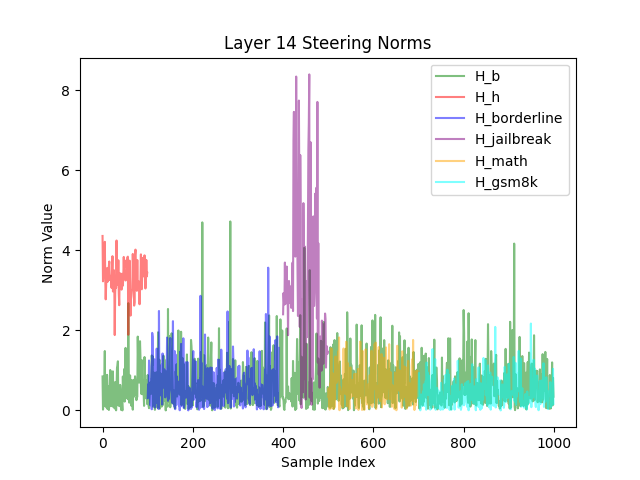 Layer 14 Steering Norms
H_b
H_h
H_borderline
H_jailbreak
H_math
H_gsm8k
Norm Value
8
6
4
2
0
0
200
400
600
800
1000
Sample Index